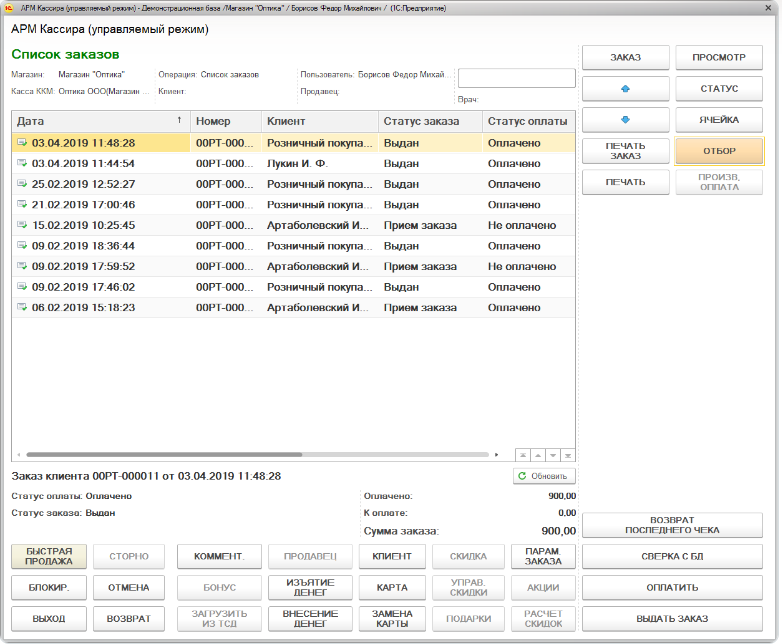 АРМ Кассира (управляемый режим) - Демонстрационная база /Магазин "Оптика" / Борисов Федор Михайлович / (1С:Предприятие)
АРМ Кассира (управляемый режим)
Список заказов
Магазин: Магазин "Оптика" Операция: Список заказов Пользователь: Борисов Федор Михай...
Касса ККМ: Оптика ООО(Магазин ... Клиент: Продавец: Врач:
Дата ↑ Номер Клиент Статус заказа Статус оплаты
03.04.2019 11:48:28 00РТ-000... Розничный покупа... Выдан Оплачено
03.04.2019 11:44:54 00РТ-000... Лукин И. Ф. Выдан Оплачено
25.02.2019 12:52:27 00РТ-000... Розничный покупа... Выдан Оплачено
21.02.2019 17:00:46 00РТ-000... Розничный покупа... Выдан Оплачено
15.02.2019 10:25:45 00РТ-000... Артаболевский И... Прием заказа Не оплачено
09.02.2019 18:36:44 00РТ-000... Розничный покупа... Выдан Оплачено
09.02.2019 17:59:52 00РТ-000... Артаболевский И... Прием заказа Не оплачено
09.02.2019 17:46:02 00РТ-000... Розничный покупа... Выдан Оплачено
06.02.2019 15:18:23 00РТ-000... Артаболевский И... Прием заказа Оплачено
ЗАКАЗ ПРОСМОТР
СТАТУС
ЯЧЕЙКА
ПЕЧАТЬ
ЗАКАЗ
ОТБОР
ПЕЧАТЬ
ПРОИЗВ.
ОПЛАТА
Заказ клиента 00РТ-000011 от 03.04.2019 11:48:28 Обновить
Статус оплаты: Оплачено Оплачено: 900,00
Статус заказа: Выдан К оплате: 0,00
Сумма заказа: 900,00
ВОЗВРАТ
ПОСЛЕДНЕГО ЧЕКА
БЫСТРАЯ
ПРОДАЖА
СТОРНО КОММЕНТ. ПРОДАВЕЦ КЛИЕНТ СКИДКА
ПАРАМ.
ЗАКАЗА
СВЕРКА С БД
БЛОКИР. ОТМЕНА БОНУС
ИЗЪЯТИЕ
ДЕНЕГ
КАРТА
УПРАВ.
СКИДКИ
АКЦИИ ОПЛАТИТЬ
ВЫХОД ВОЗВРАТ
ЗАГРУЗИТЬ
ИЗ ТСД
ВНЕСЕНИЕ
ДЕНЕГ
ЗАМЕНА
КАРТЫ
ПОДАРКИ
РАСЧЕТ
СКИДОК
ВЫДАТЬ ЗАКАЗ